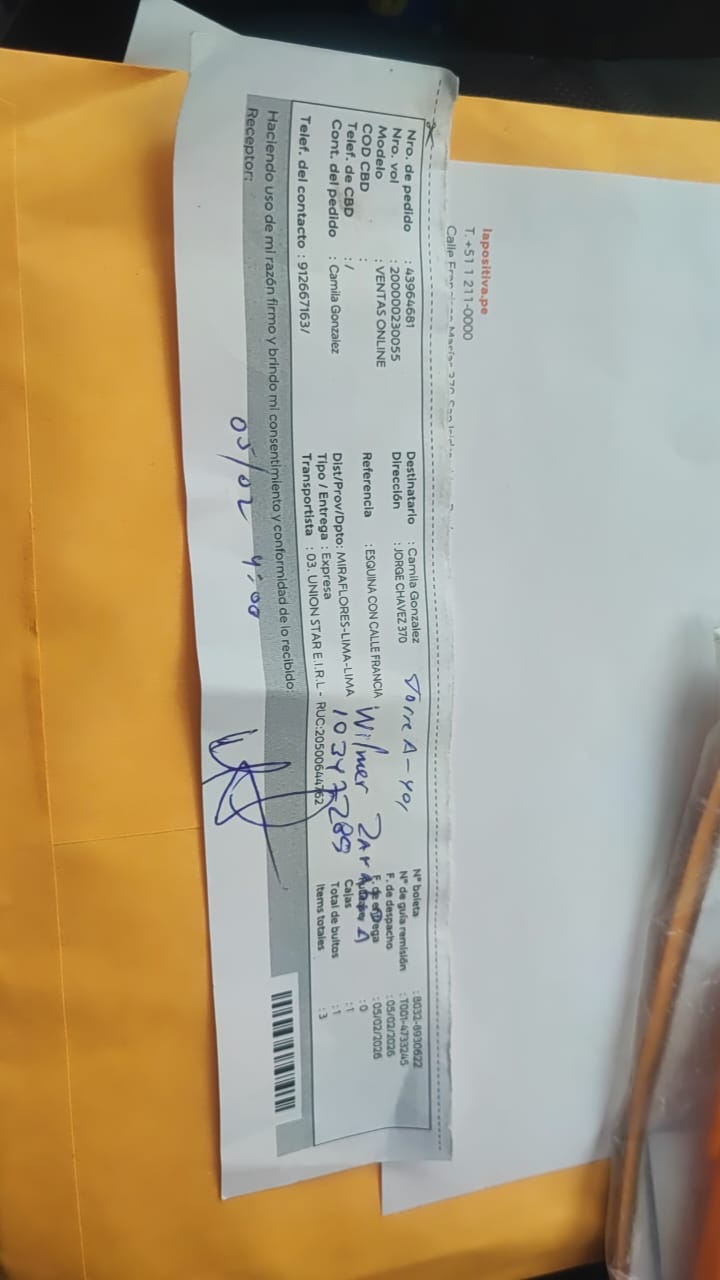 lapositiva.pe
T. +51 1 211-0000
Nro. de pedido : 43964681
Nro. vol : 200000230055
Modelo : VENTAS ONLINE
COD CBD :
Telef. de CBD : /
Cont. del pedido : Camila Gonzalez
Telef. del contacto : 912667163/
Destinatario : Camila Gonzalez
Dirección : JORGE CHAVEZ 370
Torre A - 401
Referencia : ESQUINA CON CALLE FRANCIA
Dist/Prov/Dpto: MIRAFLORES-LIMA-LIMA
Tipo / Entrega : Expresa
Transportista : 03. UNION STAR E.I.R.L - RUC:20500644762
Wilmer
N° boleta : B032-8930622
N° de guía remisión : T001-4733245
F. de despacho : 05/02/2026
F. de entrega : 05/02/2026
: 0
Cajas : 1
Total de bultos : 1
Items totales : 3
Haciendo uso de mi razón firmo y brindo mi consentimiento y conformidad de lo recibido:
Receptor:
05/02 4:00